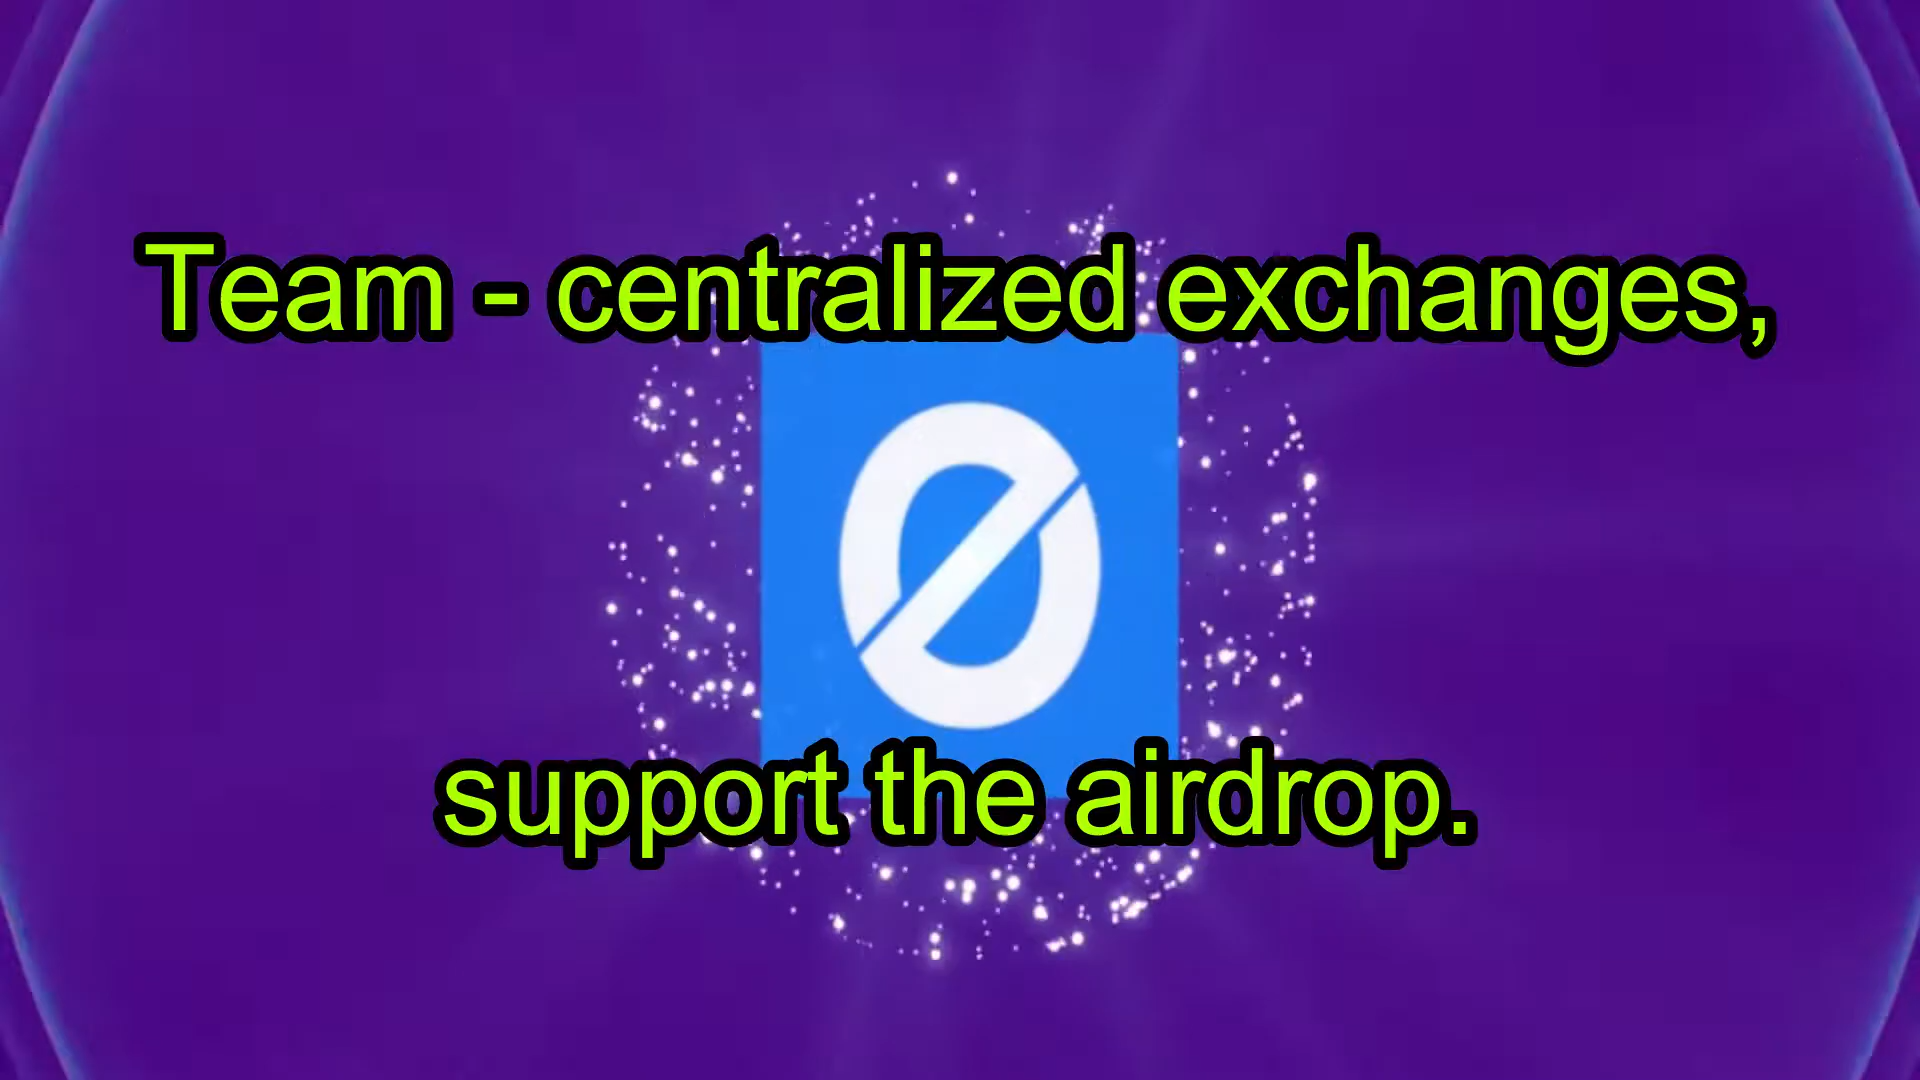 Team - centralized exchanges,
support the airdrop.